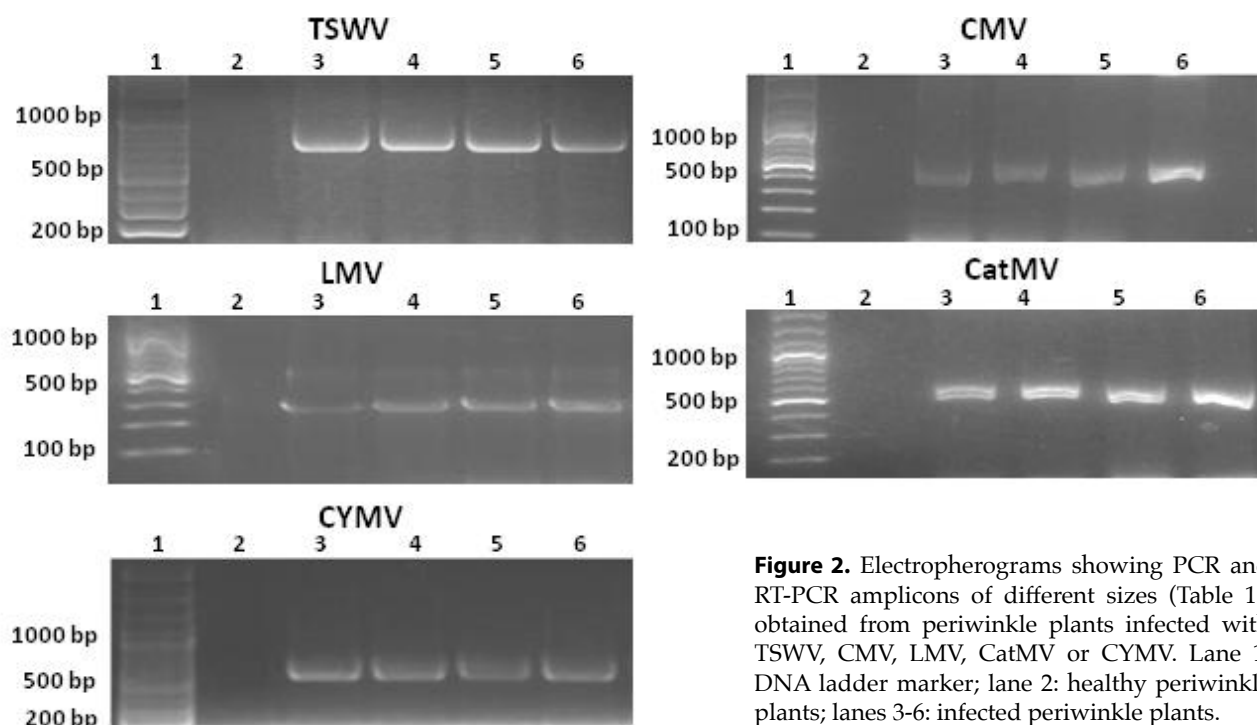 TSWV
1 2 3 4 5 6
1000 bp
500 bp
200 bp
CMV
1 2 3 4 5 6
1000 bp
500 bp
100 bp
LMV
1 2 3 4 5 6
1000 bp
500 bp
100 bp
CatMV
1 2 3 4 5 6
1000 bp
500 bp
200 bp
CYMV
1 2 3 4 5 6
1000 bp
500 bp
200 bp
Figure 2. Electropherograms showing PCR an
RT-PCR amplicons of different sizes (Table 1
obtained from periwinkle plants infected wit
TSWV, CMV, LMV, CatMV or CYMV. Lane 1
DNA ladder marker; lane 2: healthy periwinkl
plants; lanes 3-6: infected periwinkle plants.